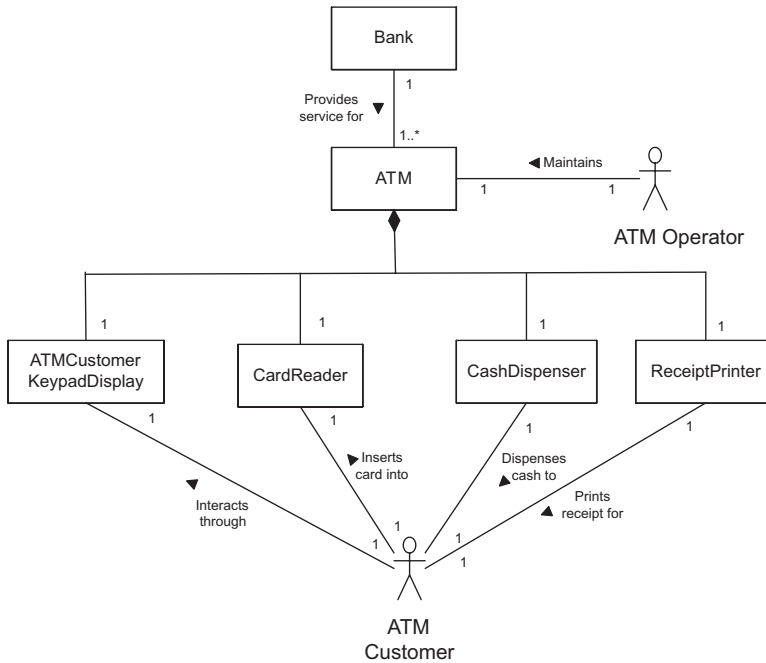 Bank
1
Provides
service for
1..*
ATM
Maintains
1
1
ATM Operator
1
1
1
1
ATMCustomer
KeypadDisplay
CardReader
CashDispenser
ReceiptPrinter
1
1
1
1
Inserts
card into
Dispenses
cash to
Interacts
through
Prints
receipt for
1
1
1
1
ATM
Customer